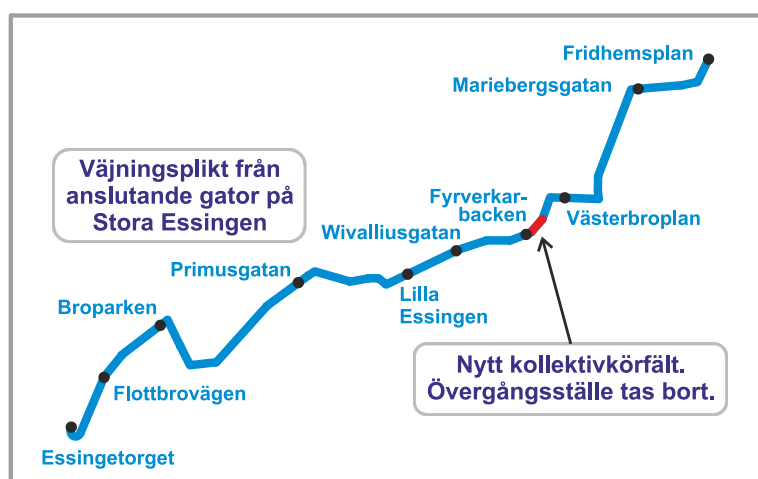 Fridhemsplan
Mariebergsgatan
Väjningsplikt från
anslutande gator på
Stora Essingen
Fyrverkar-
backen
Västerbroplan
Wivalliusgatan
Primusgatan
Lilla
Essingen
Broparken
Nytt kollektivkörfält.
Övergångsställe tas bort.
Flottbrovägen
Essingetorget